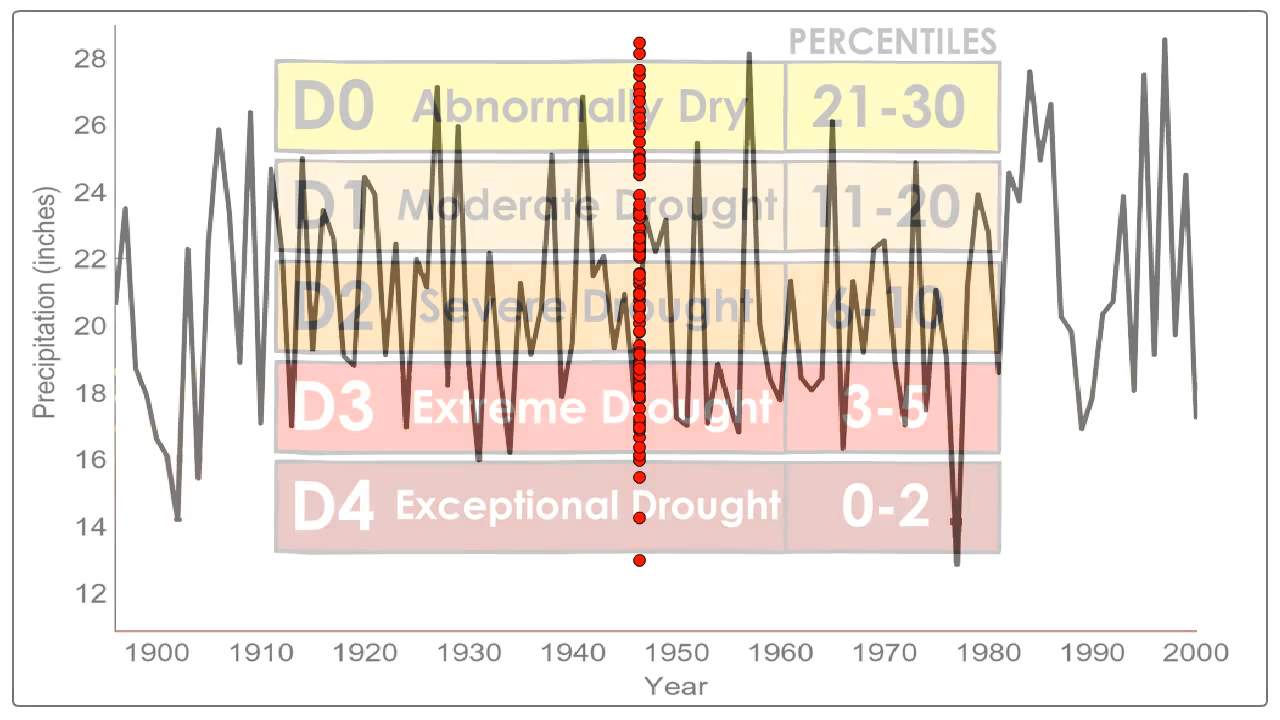 PERCENTILES
28
D0 Abnormally Dry 21-30
26
24
D1 Moderate Drought 11-20
22
D2 Severe Drought 6-10
20
18
D3 Extreme Drought 3-5
16
D4 Exceptional Drought 0-2
14
12
Precipitation (inches)
1900 1910 1920 1930 1940 1950 1960 1970 1980 1990 2000
Year